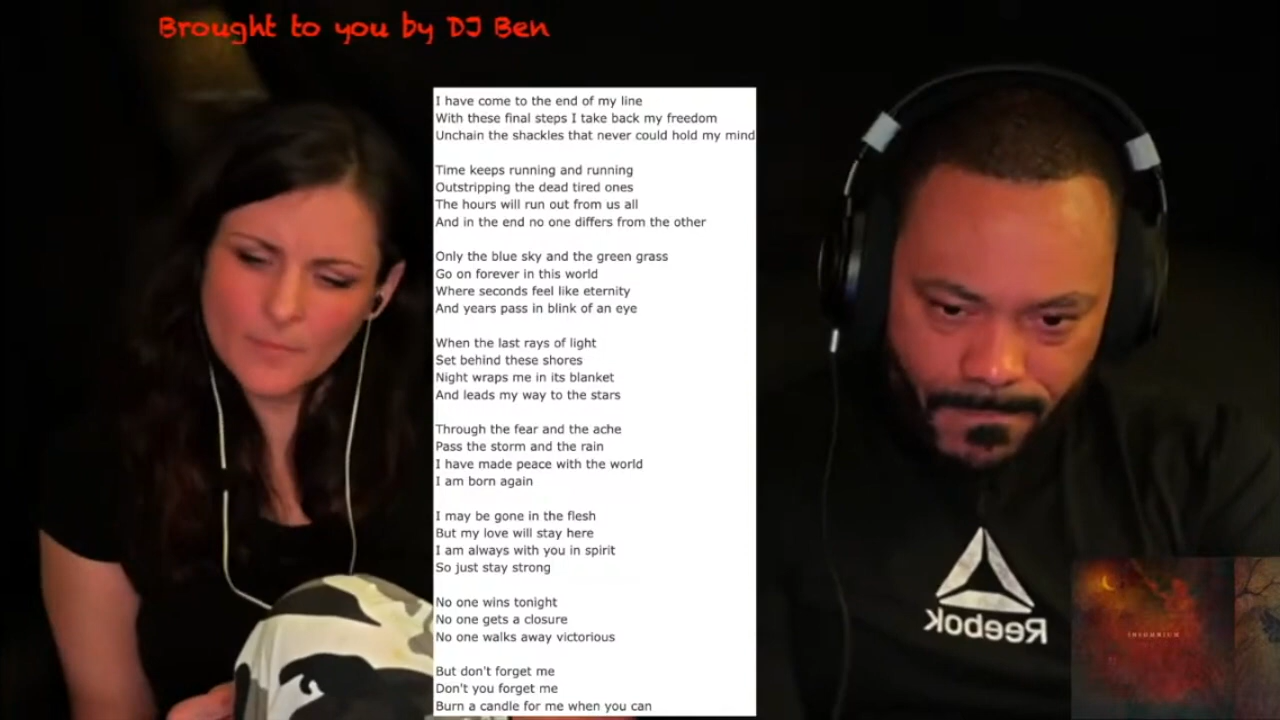 Brought to you by DJ Ben
I have come to the end of my line
With these final steps I take back my freedom
Unchain the shackles that never could hold my mind
Time keeps running and running
Outstripping the dead tired ones
The hours will run out from us all
And in the end no one differs from the other
Only the blue sky and the green grass
Go on forever in this world
Where seconds feel like eternity
And years pass in blink of an eye
When the last rays of light
Set behind these shores
Night wraps me in its blanket
And leads my way to the stars
Through the fear and the ache
Pass the storm and the rain
I have made peace with the world
I am born again
I may be gone in the flesh
But my love will stay here
I am always with you in spirit
So just stay strong
No one wins tonight
No one gets a closure
No one walks away victorious
But don't forget me
Don't you forget me
Burn a candle for me when you can
Reebok
INSOMNIUM